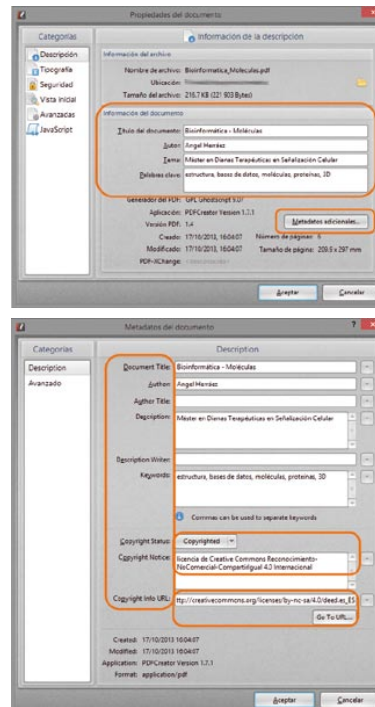 Propiedades del documento
Categorías
Información de la descripción
Descripción
Tipografía
Seguridad
Vista inicial
Avanzadas
JavaScript
Información del archivo
Nombre de archivo: Bioinformatica_Moleculas.pdf
Ubicación:
Tamaño del archivo: 216.7 KB (221 903 Bytes)
Información del documento
Título del documento: Bioinformática - Moléculas
Autor: Angel Herráez
Tema: Máster en Dianas Terapéuticas en Señalización Celular
Palabras clave: estructura, bases de datos, moléculas, proteínas, 3D
Generador del PDF: GPL Ghostscript 9.07
Aplicación: PDFCreator Version 1.7.1
Metadatos adicionales...
Versión PDF: 1.4
Número de páginas: 6
Creado: 17/10/2013, 16:04:07
Modificado: 17/10/2013, 16:04:07
Tamaño de página: 209.5 x 297 mm
PDF-XChange:
Aceptar
Cancelar
Metadatos del documento
?
Categorías
Description
Description
Avanzado
Document Title: Bioinformática - Moléculas
Author: Angel Herráez
Author Title:
Description: Máster en Dianas Terapéuticas en Señalización Celular
Description Writer:
Keywords: estructura, bases de datos, moléculas, proteínas, 3D
Commas can be used to separate keywords
Copyright Status: Copyrighted
Copyright Notice: licencia de Creative Commons Reconocimiento-
NoComercial-CompartirIgual 4.0 Internacional
Copyright Info URL: ttp://creativecommons.org/licenses/by-nc-sa/4.0/deed.es_ES
Go To URL...
Created: 17/10/2013 16:04:07
Modified: 17/10/2013 16:04:07
Application: PDFCreator Version 1.7.1
Format: application/pdf
Aceptar
Cancelar